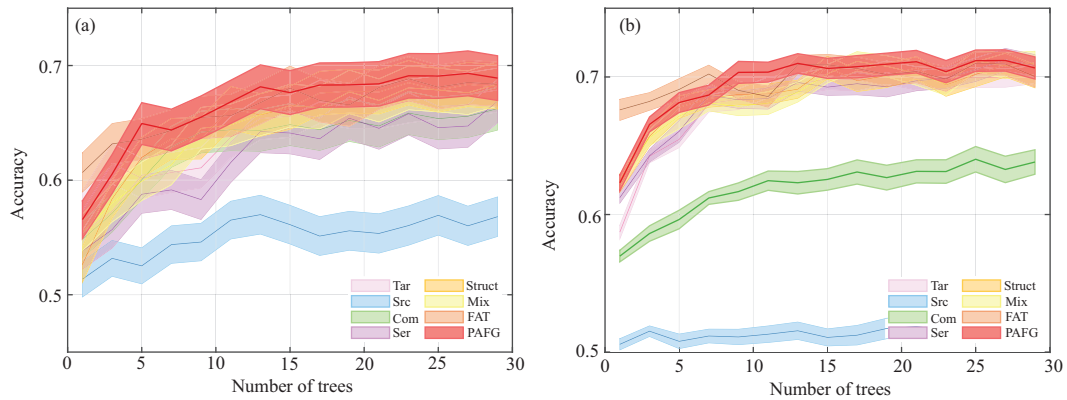 (a)
Accuracy
0.7
0.6
0.5
0 5 10 15 20 25 30
Number of trees
Tar Struct
Src Mix
Com FAT
Ser PAFG
(b)
Accuracy
0.7
0.6
0.5
0 5 10 15 20 25 30
Number of trees
Tar Struct
Src Mix
Com FAT
Ser PAFG